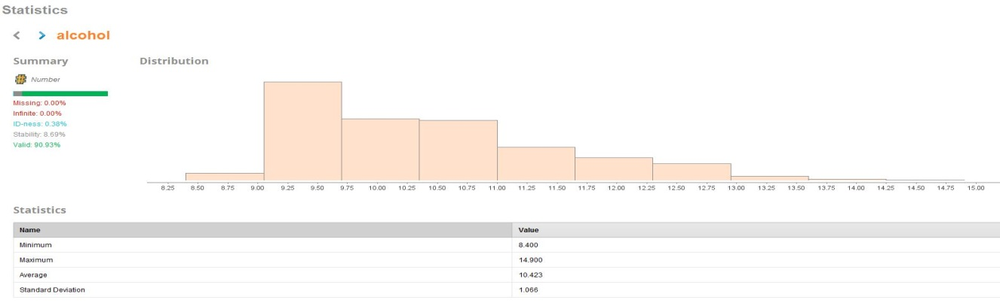 Statistics
< > alcohol
Summary
Distribution
# Number
Missing: 0.00%
Infinite: 0.00%
ID-ness: 0.38%
Stability: 8.69%
Valid: 90.93%
8.25 8.50 8.75 9.00 9.25 9.50 9.75 10.00 10.25 10.50 10.75 11.00 11.25 11.50 11.75 12.00 12.25 12.50 12.75 13.00 13.25 13.50 13.75 14.00 14.25 14.50 14.75 15.00
Statistics
Name Value
Minimum 8.400
Maximum 14.900
Average 10.423
Standard Deviation 1.066